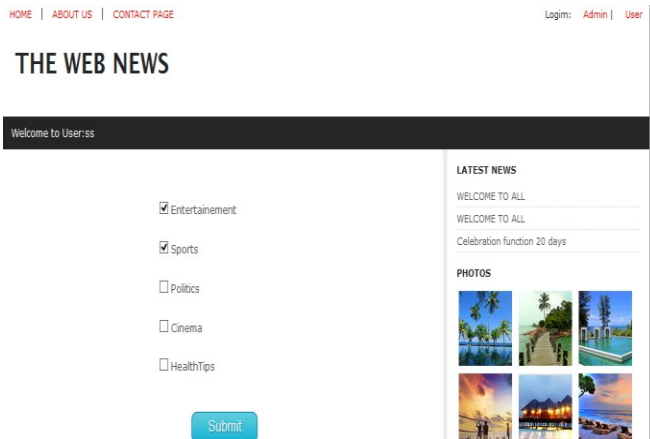 HOME | ABOUT US | CONTACT PAGE
Logim: Admin | User
THE WEB NEWS
Welcome to User:ss
Entertainement
Sports
Politics
Cinema
HealthTips
Submit
LATEST NEWS
WELCOME TO ALL
WELCOME TO ALL
Celebration function 20 days
PHOTOS